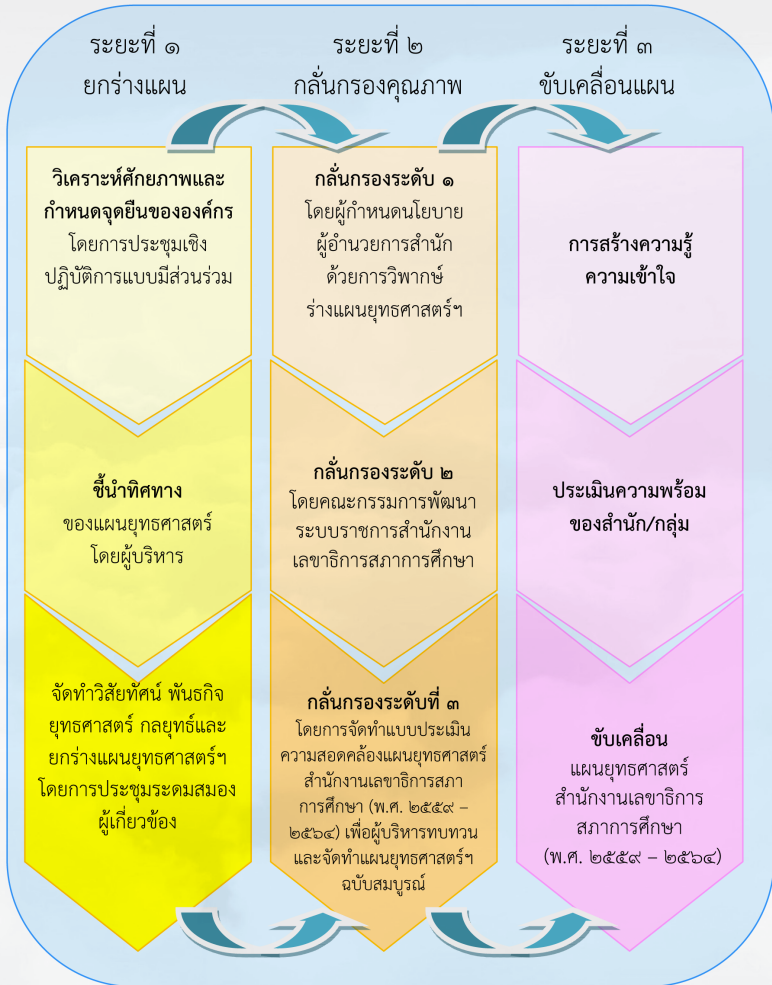 ระยะที่ ๑
ยกร่างแผน
วิเคราะห์ศักยภาพและ
กำหนดจุดยืนขององค์กร
โดยการประชุมเชิง
ปฏิบัติการแบบมีส่วนร่วม
ชี้นำทิศทาง
ของแผนยุทธศาสตร์
โดยผู้บริหาร
จัดทำวิสัยทัศน์ พันธกิจ
ยุทธศาสตร์ กลยุทธ์และ
ยกร่างแผนยุทธศาสตร์ฯ
โดยการประชุมระดมสมอง
ผู้เกี่ยวข้อง
ระยะที่ ๒
กลั่นกรองคุณภาพ
กลั่นกรองระดับ ๑
โดยผู้กำหนดนโยบาย
ผู้อำนวยการสำนัก
ด้วยการวิพากษ์
ร่างแผนยุทธศาสตร์ฯ
กลั่นกรองระดับ ๒
โดยคณะกรรมการพัฒนา
ระบบราชการสำนักงาน
เลขาธิการสภาการศึกษา
กลั่นกรองระดับที่ ๓
โดยการจัดทำแบบประเมิน
ความสอดคล้องแผนยุทธศาสตร์
สำนักงานเลขาธิการสภา
การศึกษา (พ.ศ. ๒๕๕๙ –
๒๕๖๔) เพื่อผู้บริหารทบทวน
และจัดทำแผนยุทธศาสตร์ฯ
ฉบับสมบูรณ์
ระยะที่ ๓
ขับเคลื่อนแผน
การสร้างความรู้
ความเข้าใจ
ประเมินความพร้อม
ของสำนัก/กลุ่ม
ขับเคลื่อน
แผนยุทธศาสตร์
สำนักงานเลขาธิการ
สภาการศึกษา
(พ.ศ. ๒๕๕๙ – ๒๕๖๔)